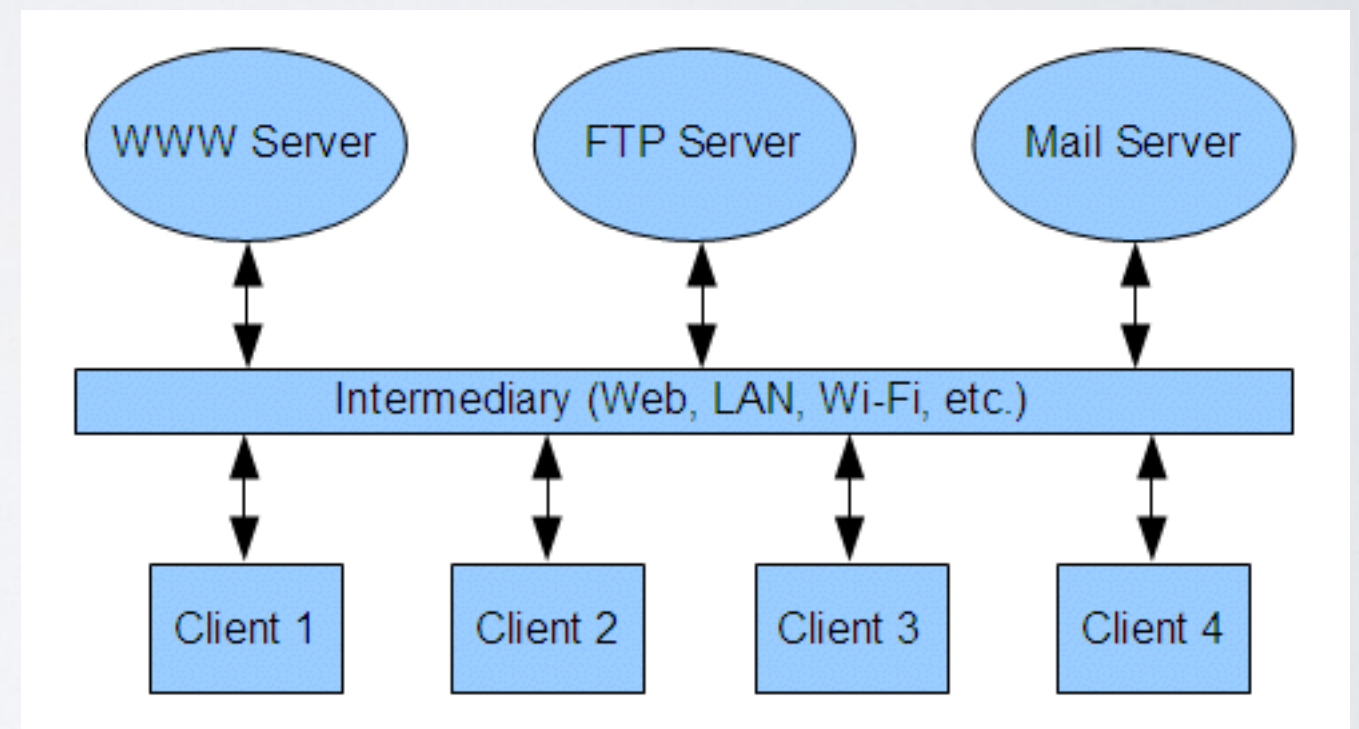 WWW Server
FTP Server
Mail Server
Intermediary (Web, LAN, Wi-Fi, etc.)
Client 1
Client 2
Client 3
Client 4